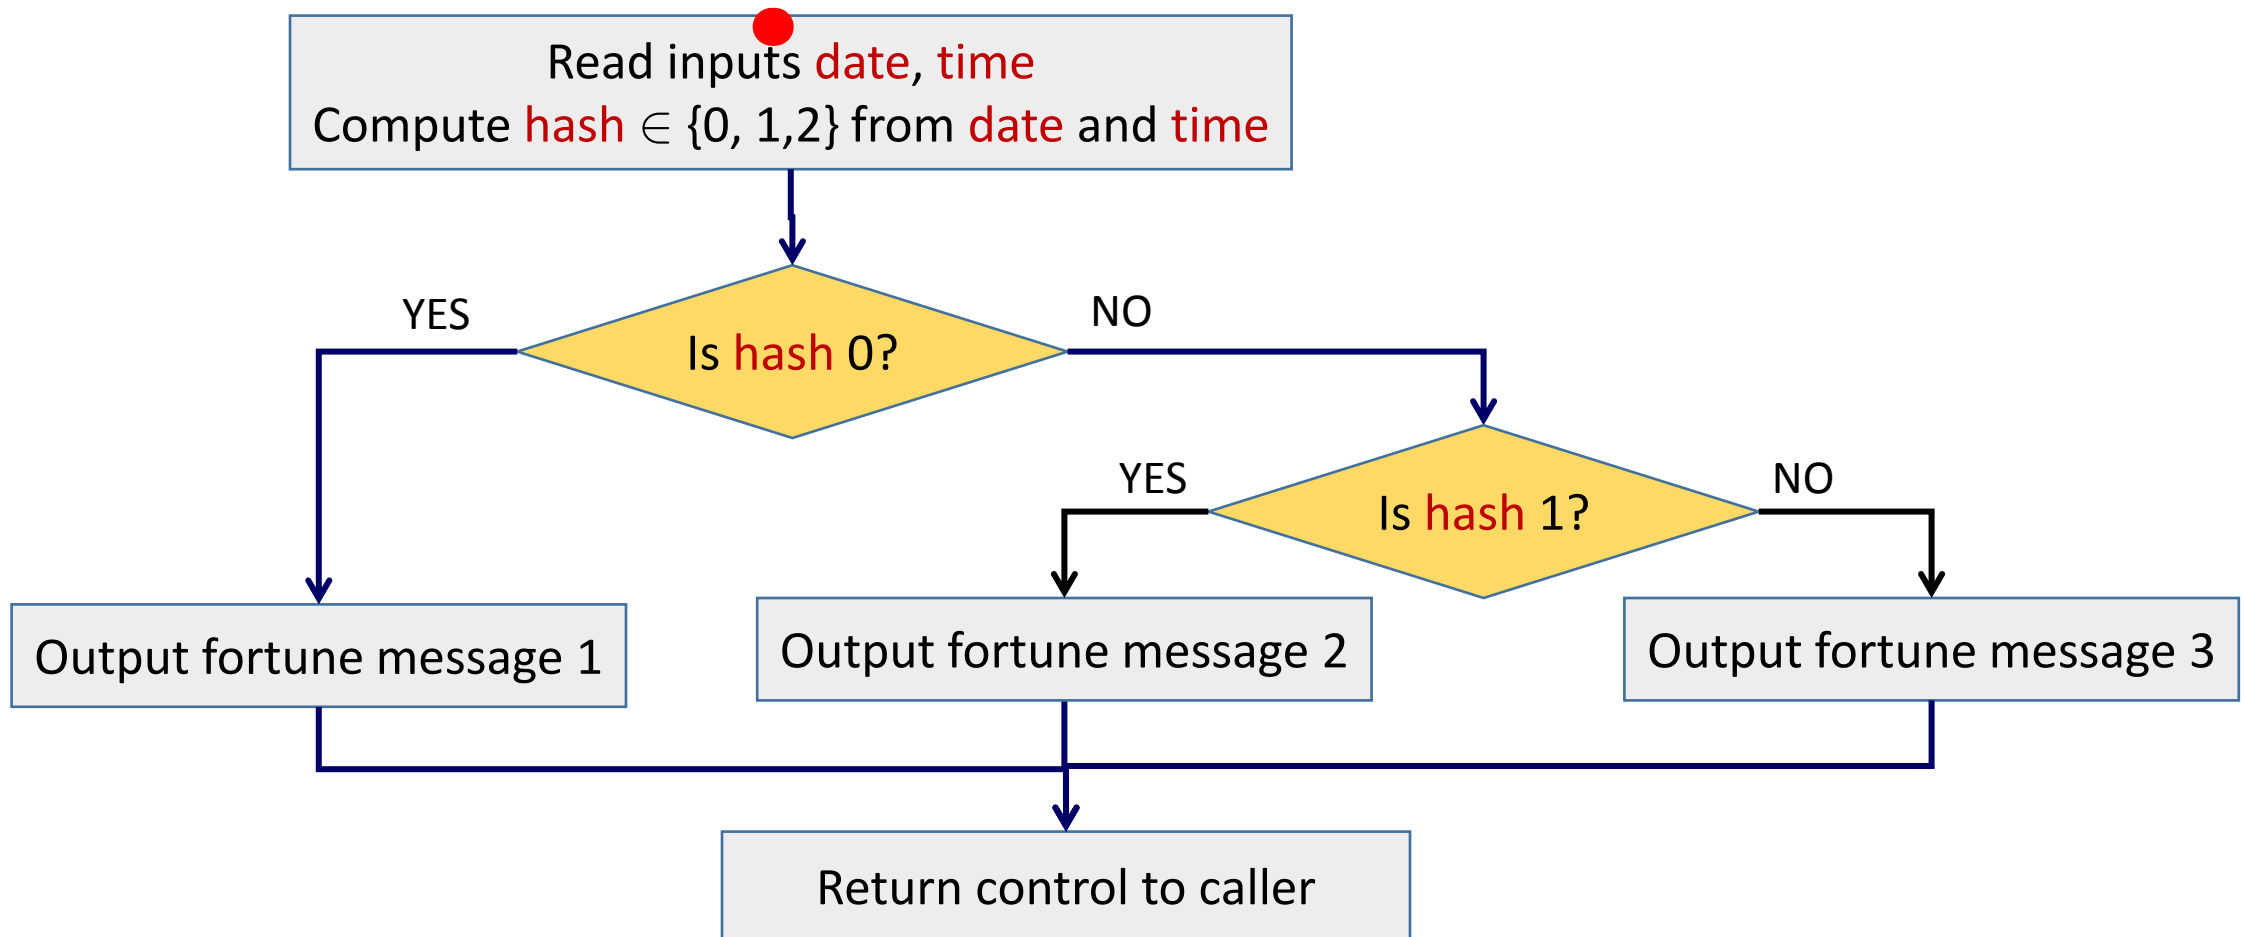 Read inputs date, time
Compute hash ∈ {0, 1,2} from date and time
YES
NO
Is hash 0?
YES
NO
Is hash 1?
Output fortune message 1
Output fortune message 2
Output fortune message 3
Return control to caller